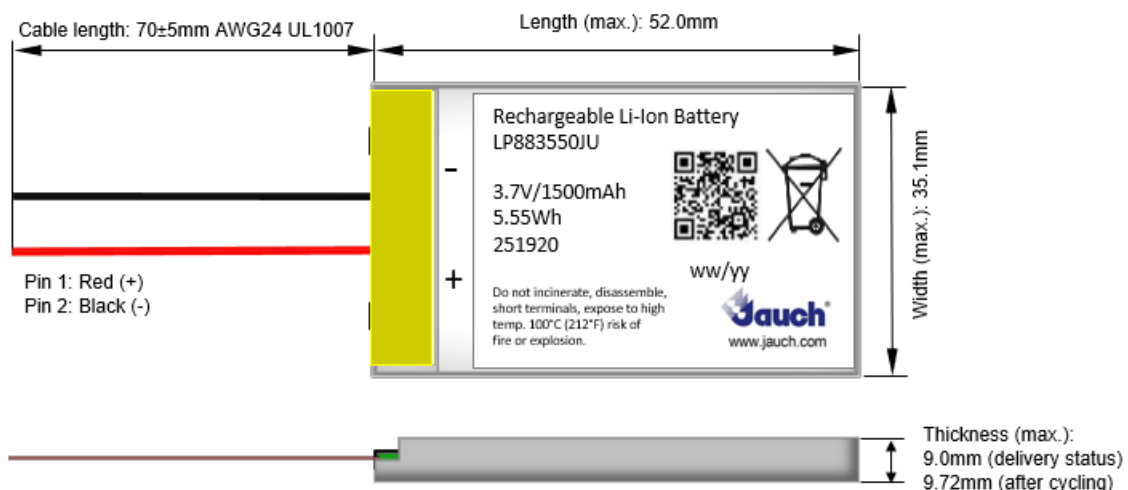 Cable length: 70±5mm AWG24 UL1007
Length (max.): 52.0mm
Rechargeable Li-Ion Battery
LP883550JU
3.7V/1500mAh
5.55Wh
251920
-
+
ww/yy
Do not incinerate, disassemble,
short terminals, expose to high
temp. 100°C (212°F) risk of
fire or explosion.
Jauch®
www.jauch.com
Width (max.): 35.1mm
Pin 1: Red (+)
Pin 2: Black (-)
Thickness (max.):
9.0mm (delivery status)
9.72mm (after cycling)